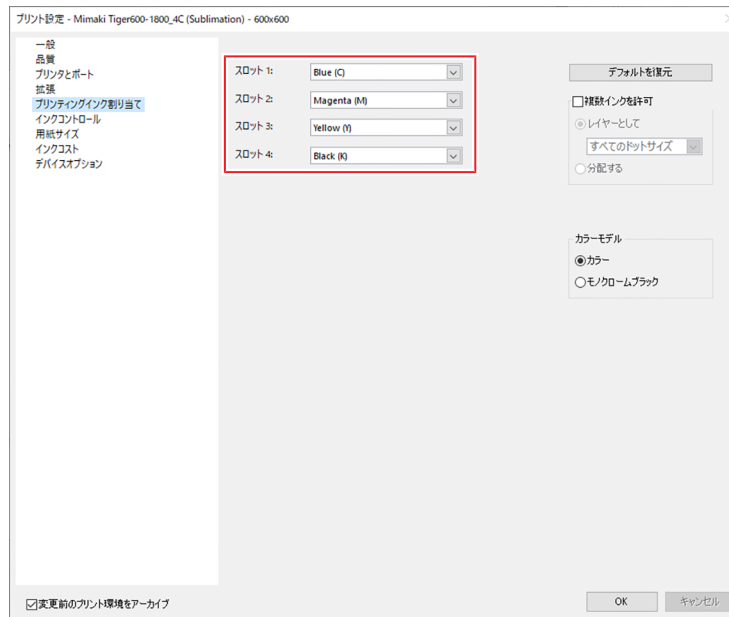 プリント設定 - Mimaki Tiger600-1800_4C (Sublimation) - 600x600
一般
品質
プリンタとポート
拡張
プリンティングインク割り当て
インクコントロール
用紙サイズ
インクコスト
デバイスオプション
スロット 1: Blue (C)
スロット 2: Magenta (M)
スロット 3: Yellow (Y)
スロット 4: Black (K)
デフォルトを復元
複数インクを許可
レイヤーとして
すべてのドットサイズ
分配する
カラーモデル
カラー
モノクロームブラック
変更前のプリント環境をアーカイブ
OK キャンセル